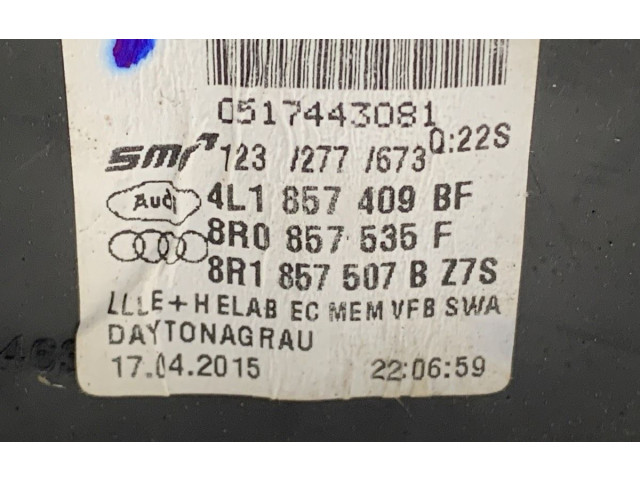 0517443081
smr 123 /277 /673 Q:22S
Audi 4L1 857 409 BF
8R0 857 535 F
8R1 857 507 B Z7S
LLLE+HELAB EC MEM VFB SWA
DAYTONAGRAU
17.04.2015 22:06:59